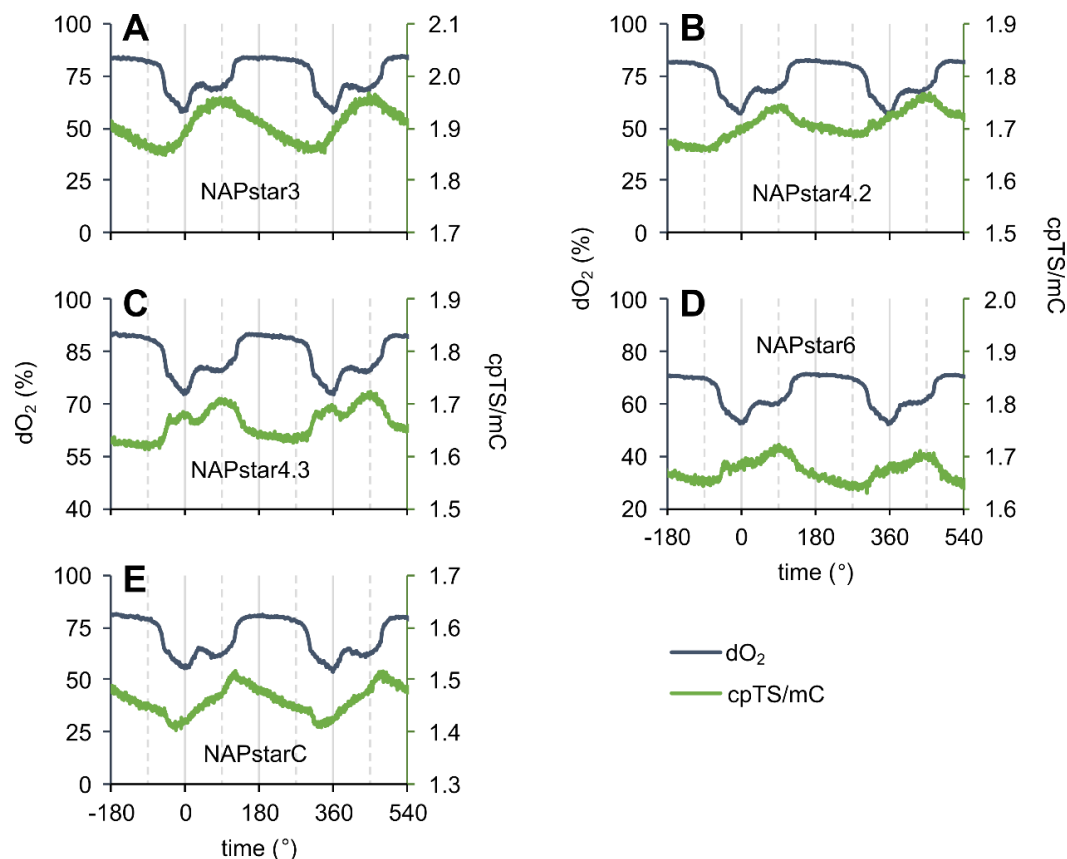 A
100
75
50
25
0
2.1
2.0
1.9
1.8
1.7
NAPstar3
B
100
75
50
25
0
1.9
1.8
1.7
1.6
1.5
NAPstar4.2
dO₂ (%)
cpTS/mC
C
100
85
70
55
40
1.9
1.8
1.7
1.6
1.5
dO₂ (%)
cpTS/mC
NAPstar4.3
D
100
80
60
40
20
2.0
1.9
1.8
1.7
1.6
NAPstar6
-180 0 180 360 540
time (°)
E
100
75
50
25
0
1.7
1.6
1.5
1.4
1.3
NAPstarC
-180 0 180 360 540
time (°)
dO₂
cpTS/mC